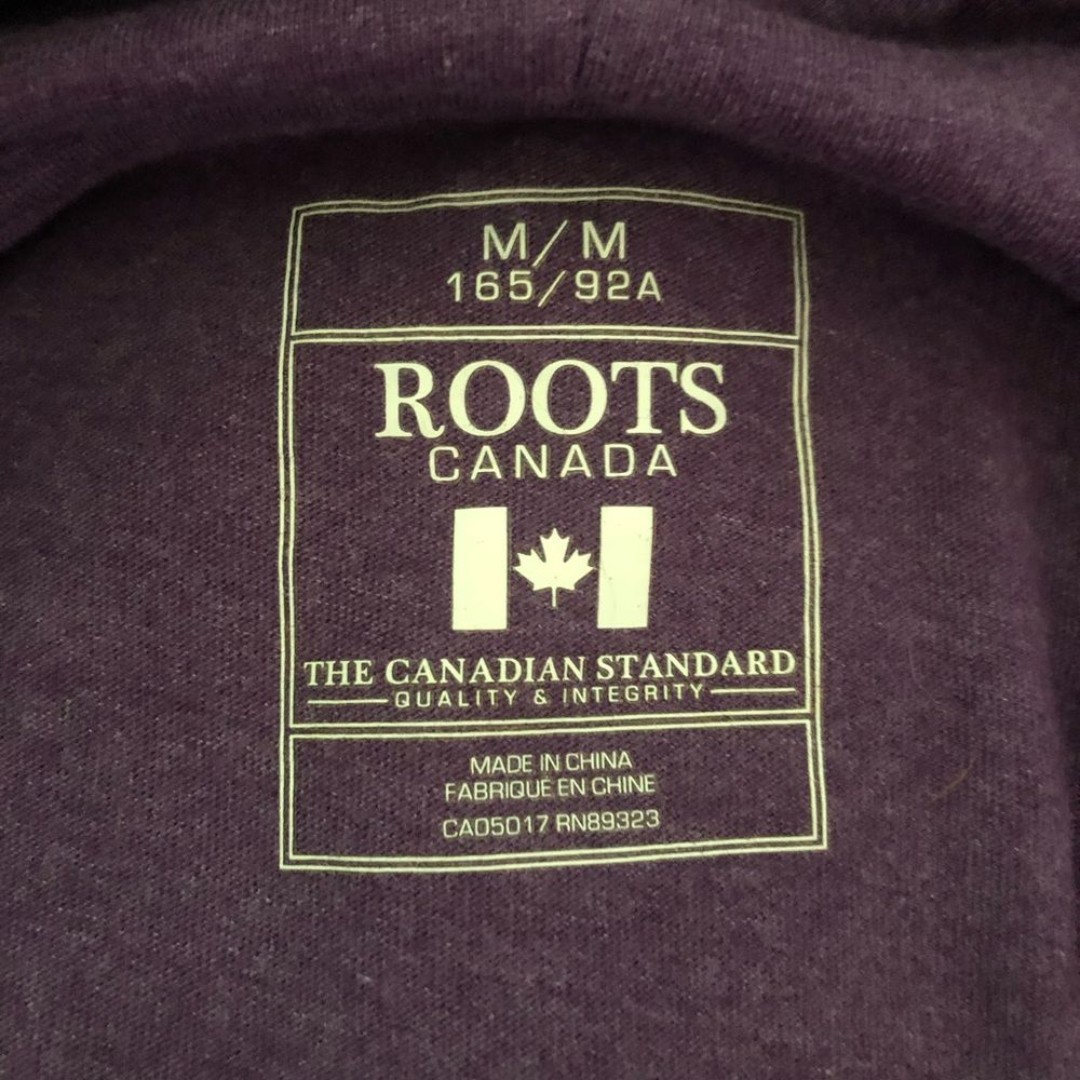 M/M
165/92A
ROOTS
CANADA
THE CANADIAN STANDARD
QUALITY & INTEGRITY
MADE IN CHINA
FABRIQUÉ EN CHINE
CA05017 RN89323